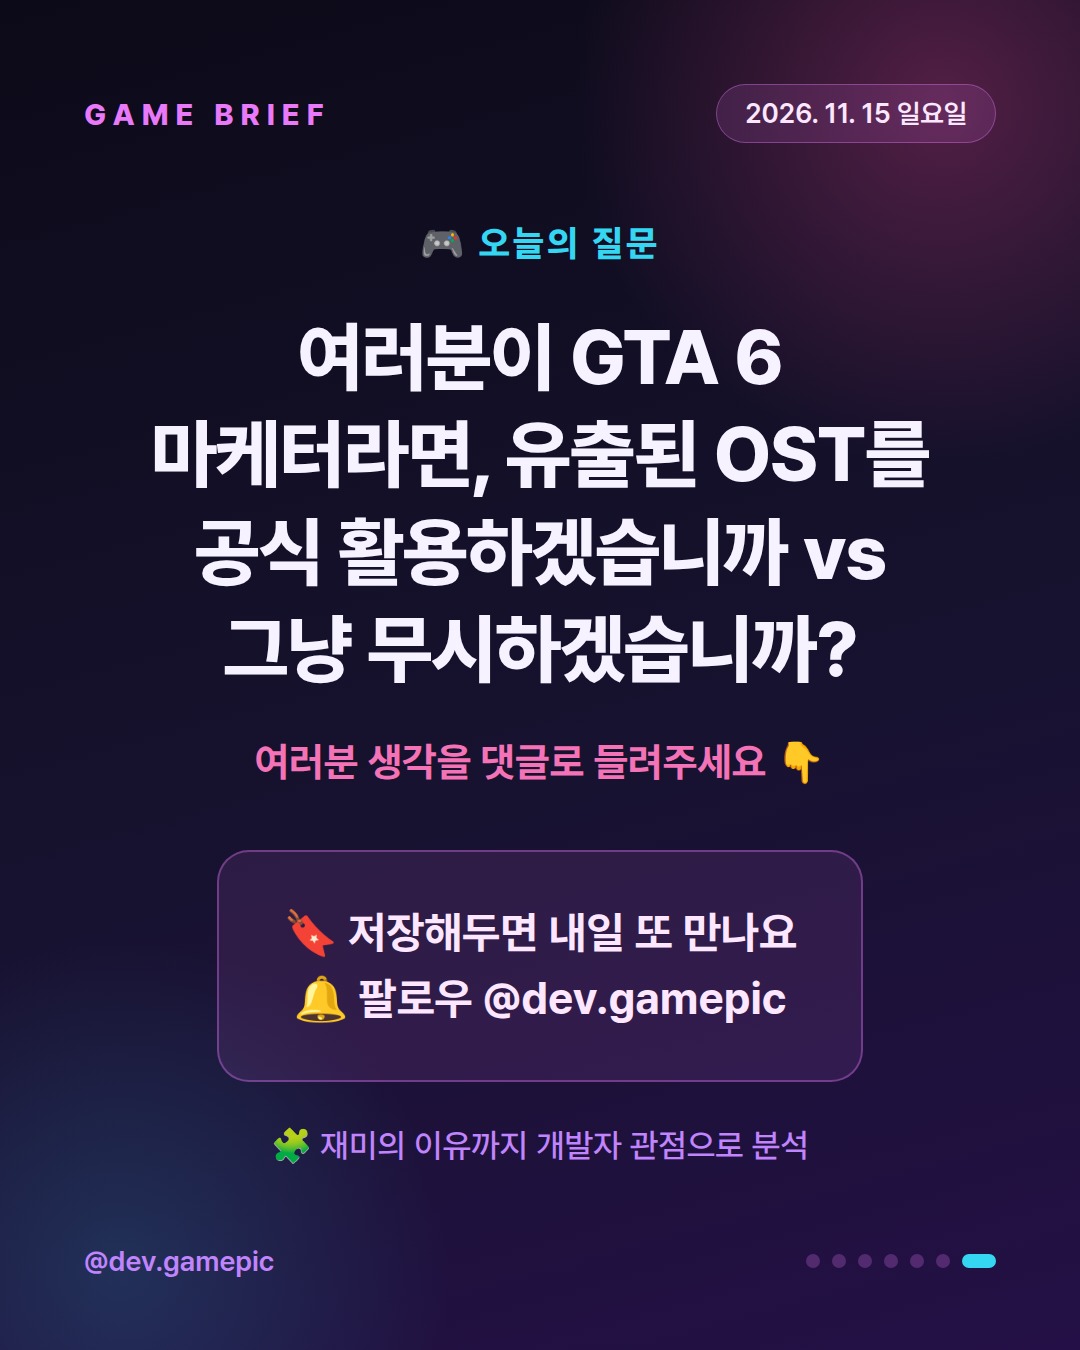 GAME BRIEF
2026. 11. 15 일요일
🎮 오늘의 질문
여러분이 GTA 6
마케터라면, 유출된 OST를
공식 활용하겠습니까 vs
그냥 무시하겠습니까?
여러분 생각을 댓글로 들려주세요 👇
🔖 저장해두면 내일 또 만나요
🔔 팔로우 @dev.gamepic
🧩 재미의 이유까지 개발자 관점으로 분석
@dev.gamepic